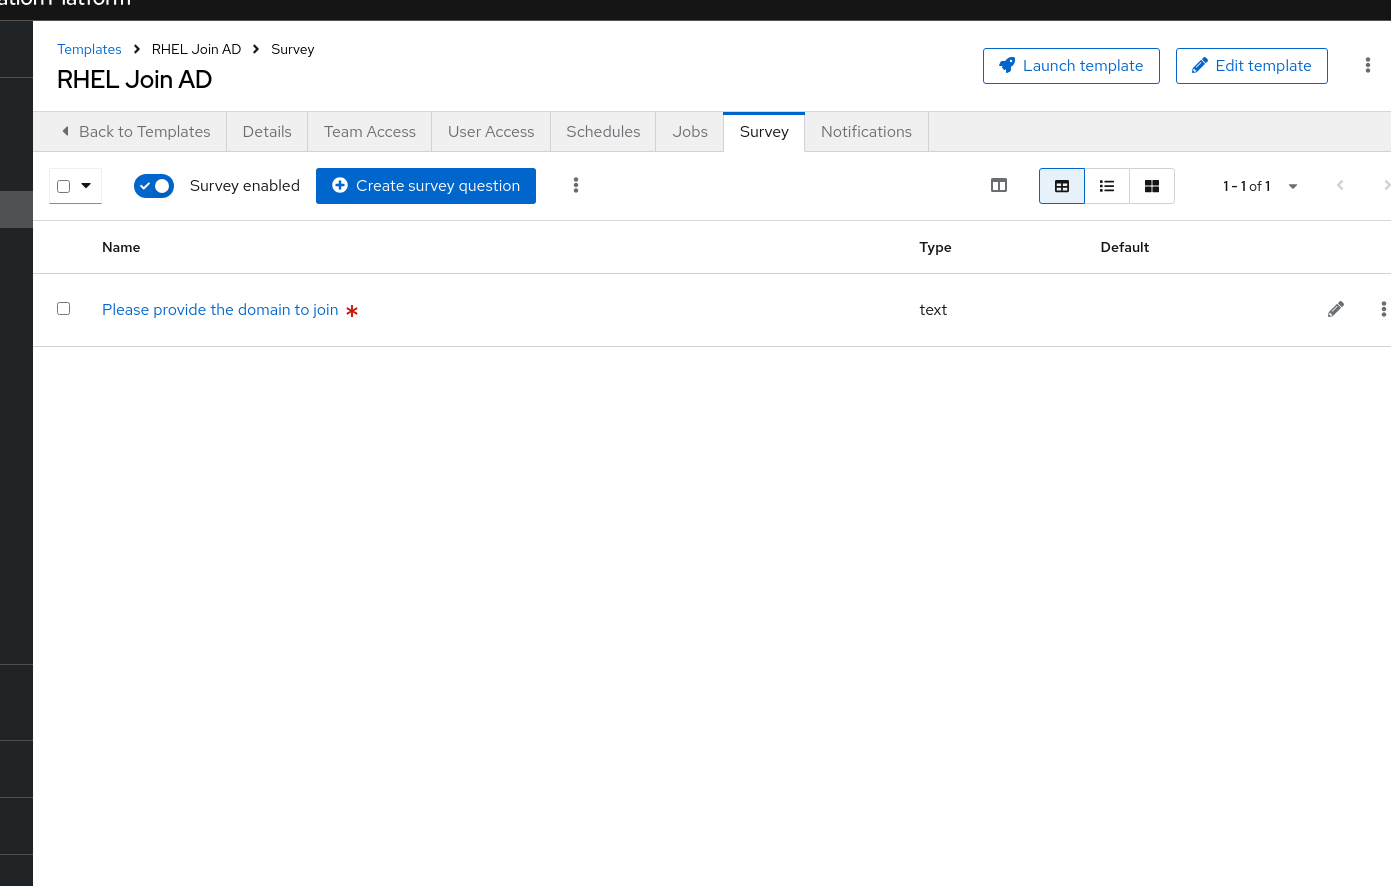 Templates > RHEL Join AD > Survey
RHEL Join AD
Launch template
Edit template
Back to Templates
Details
Team Access
User Access
Schedules
Jobs
Survey
Notifications
Survey enabled
Create survey question
1 - 1 of 1
Name
Type
Default
Please provide the domain to join *
text